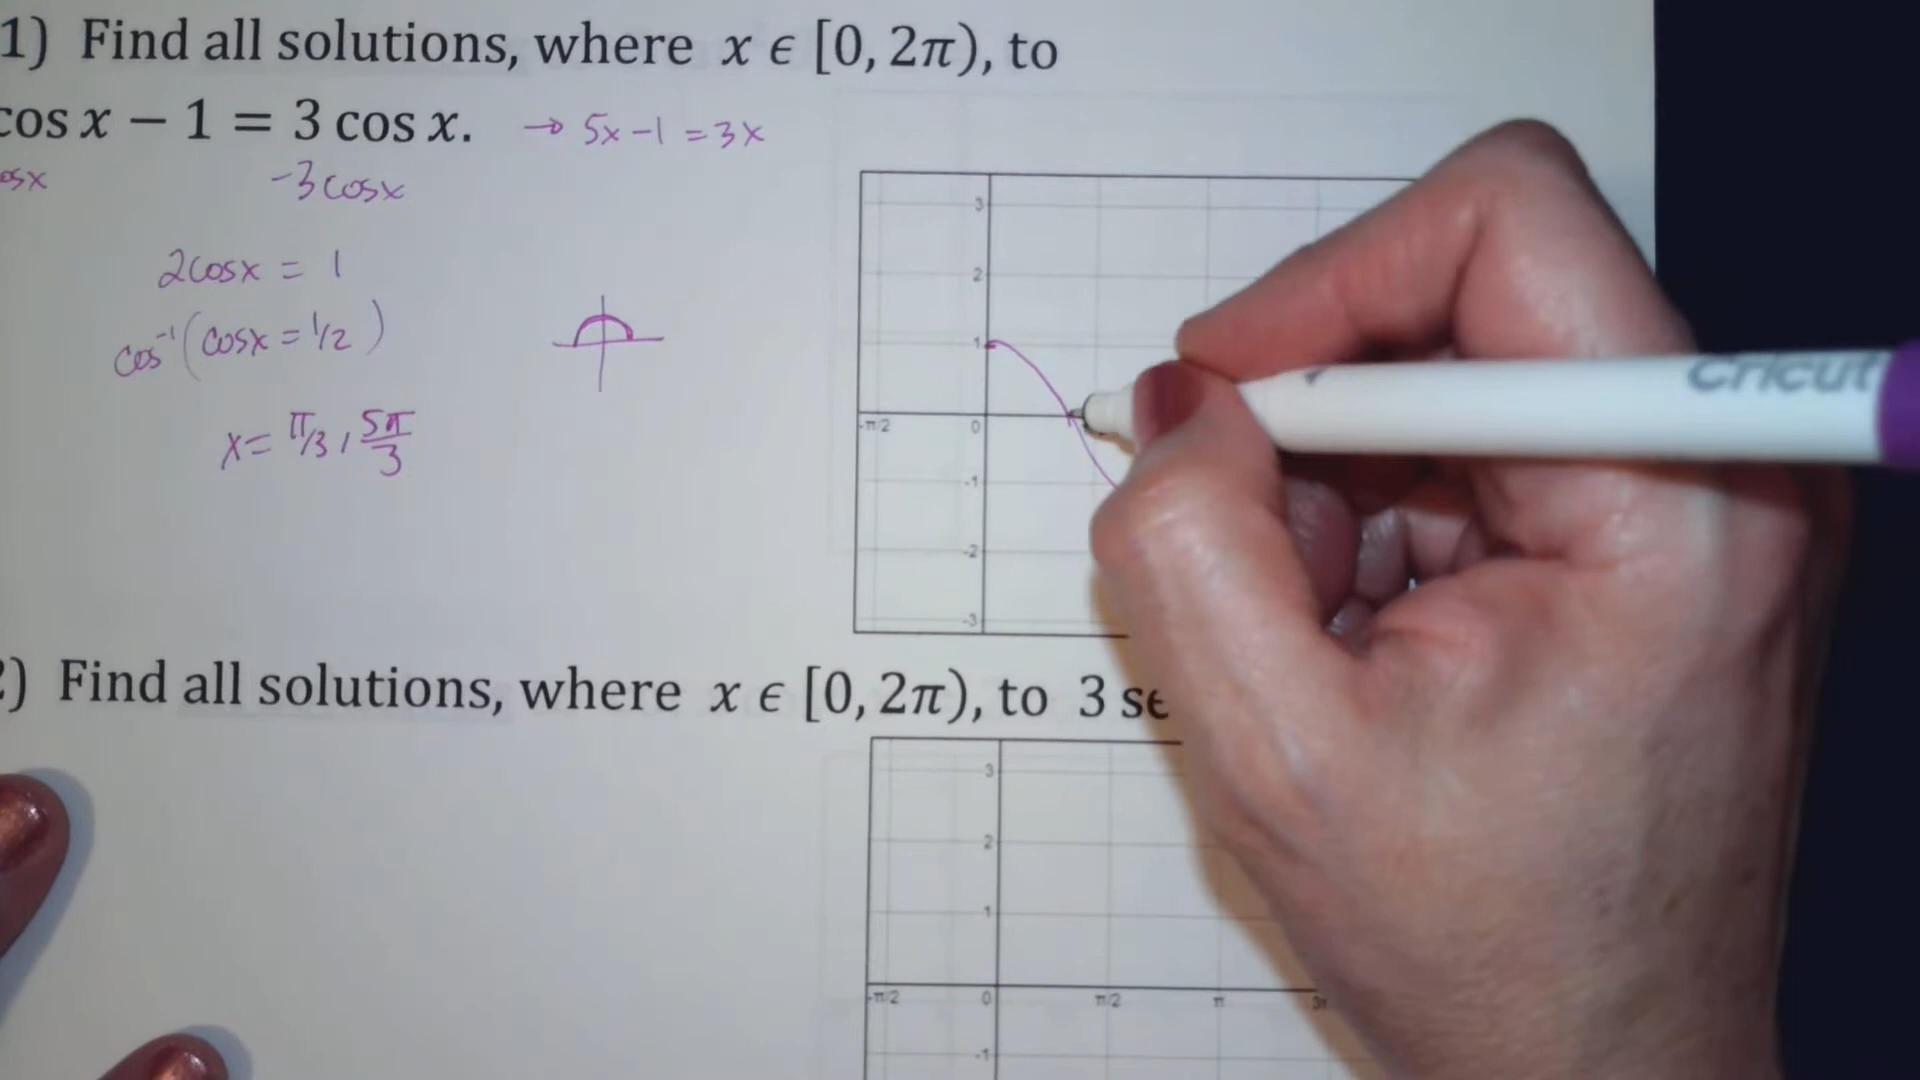 1) Find all solutions, where x ϵ [0, 2π), to
cos x − 1 = 3 cos x. → 5x − 1 = 3x
osx -3cosx
2cosx = 1
cos⁻¹(cosx = 1/2)
x = π/3, 5π/3
3
2
1
-π/2 0
-1
-2
-3
Cricut
) Find all solutions, where x ϵ [0, 2π), to 3 se
3
2
1
-π/2 0 π/2 π 3π
-1